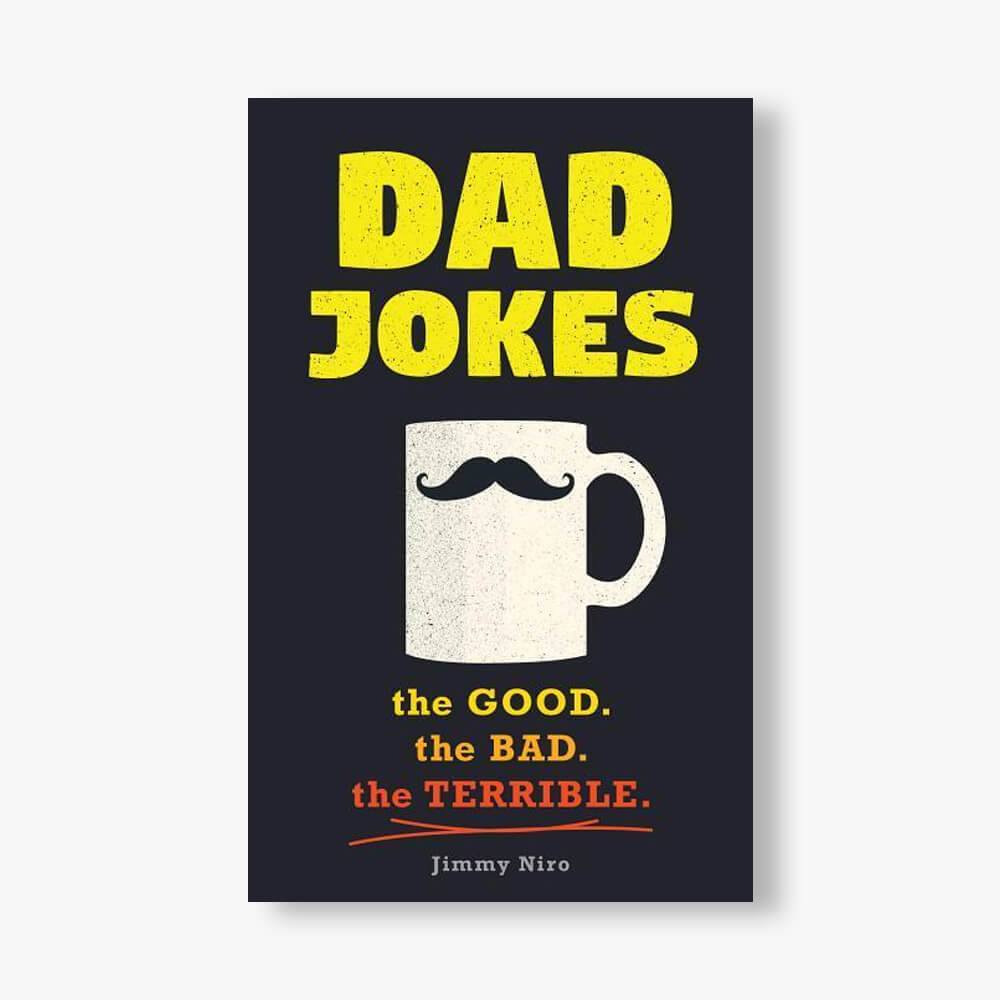 DAD
JOKES
the GOOD.
the BAD.
the TERRIBLE.
Jimmy Niro